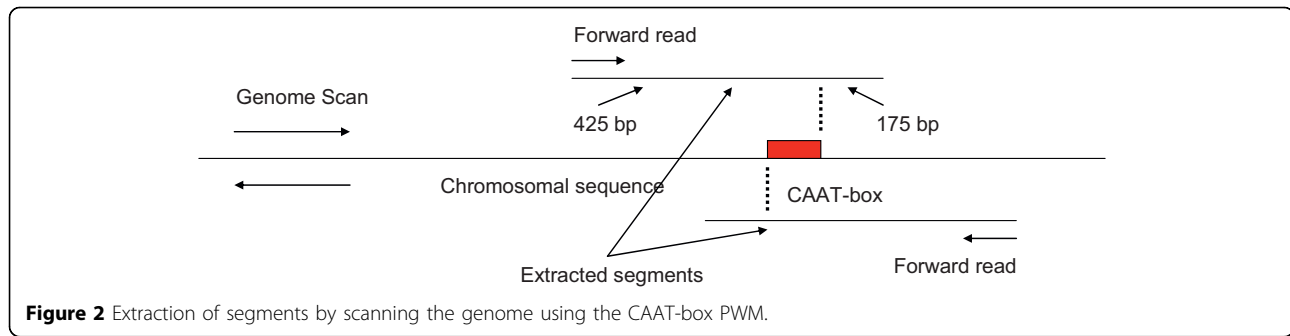 Forward read
Genome Scan
425 bp
175 bp
Chromosomal sequence
CAAT-box
Extracted segments
Forward read
Figure 2 Extraction of segments by scanning the genome using the CAAT-box PWM.